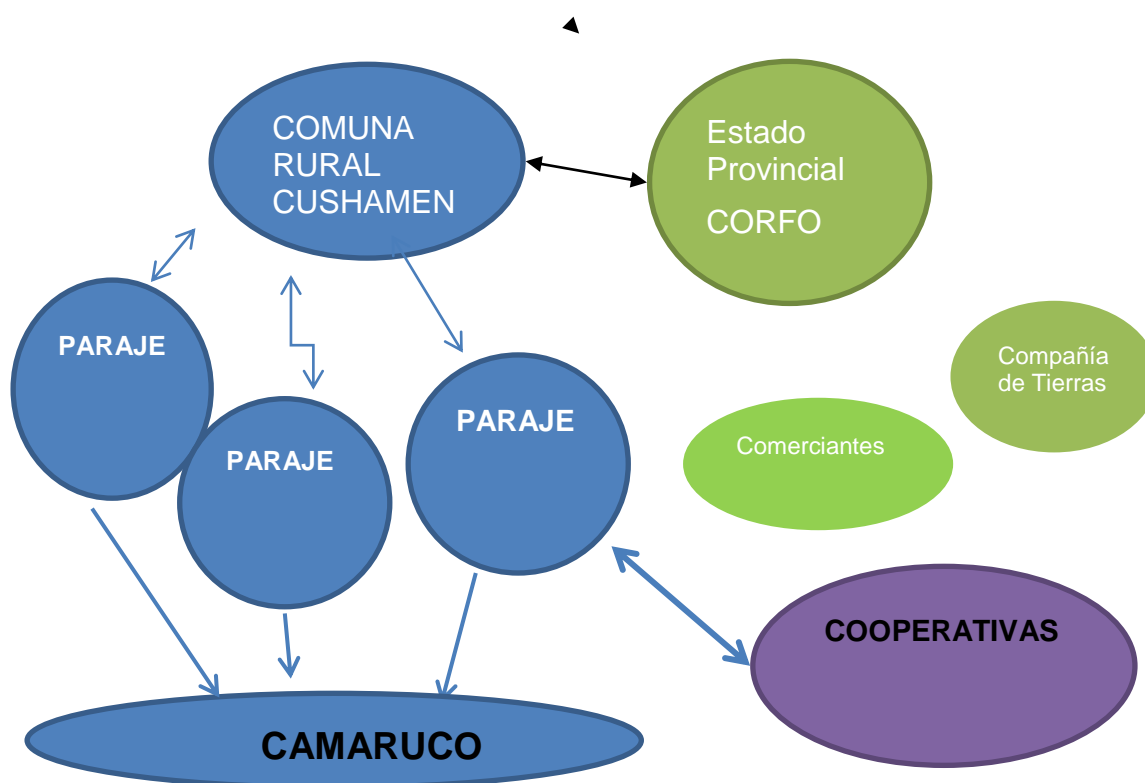 COMUNA
RURAL
CUSHAMEN
Estado
Provincial
CORFO
PARAJE
PARAJE
PARAJE
Compañía
de Tierras
Comerciantes
COOPERATIVAS
CAMARUCO